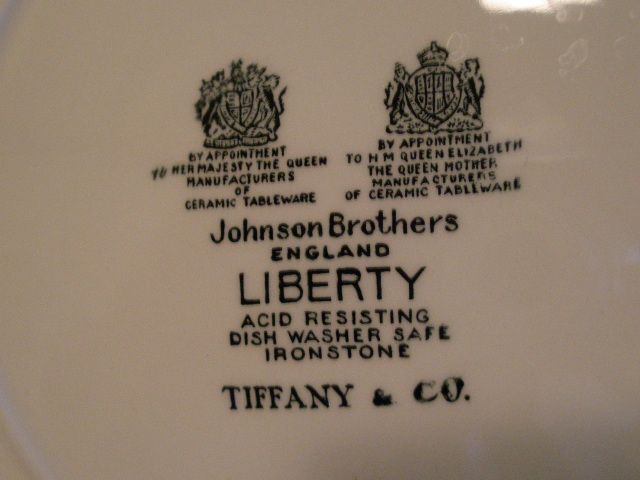 BY APPOINTMENT
TO HER MAJESTY THE QUEEN
MANUFACTURERS
OF
CERAMIC TABLEWARE
BY APPOINTMENT
TO H M QUEEN ELIZABETH
THE QUEEN MOTHER
MANUFACTURERS
OF CERAMIC TABLEWARE
Johnson Brothers
ENGLAND
LIBERTY
ACID RESISTING
DISH WASHER SAFE
IRONSTONE
TIFFANY & CO.